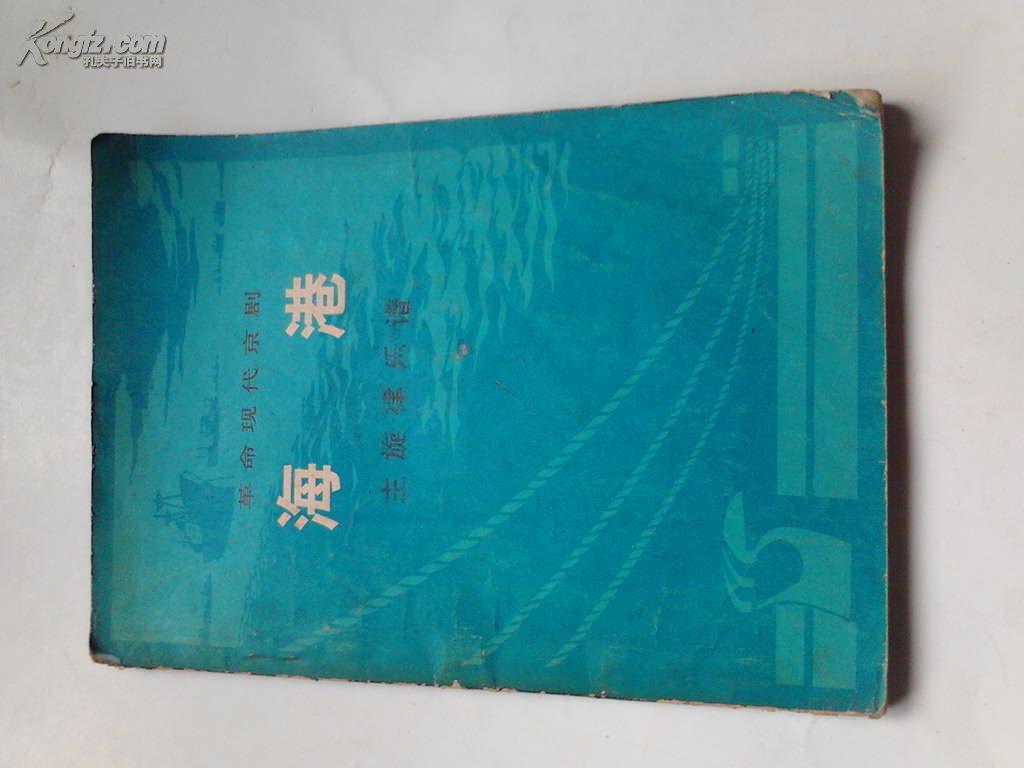 Kongfz.com
孔夫子旧书网
革命现代京剧
海港
主旋律乐谱